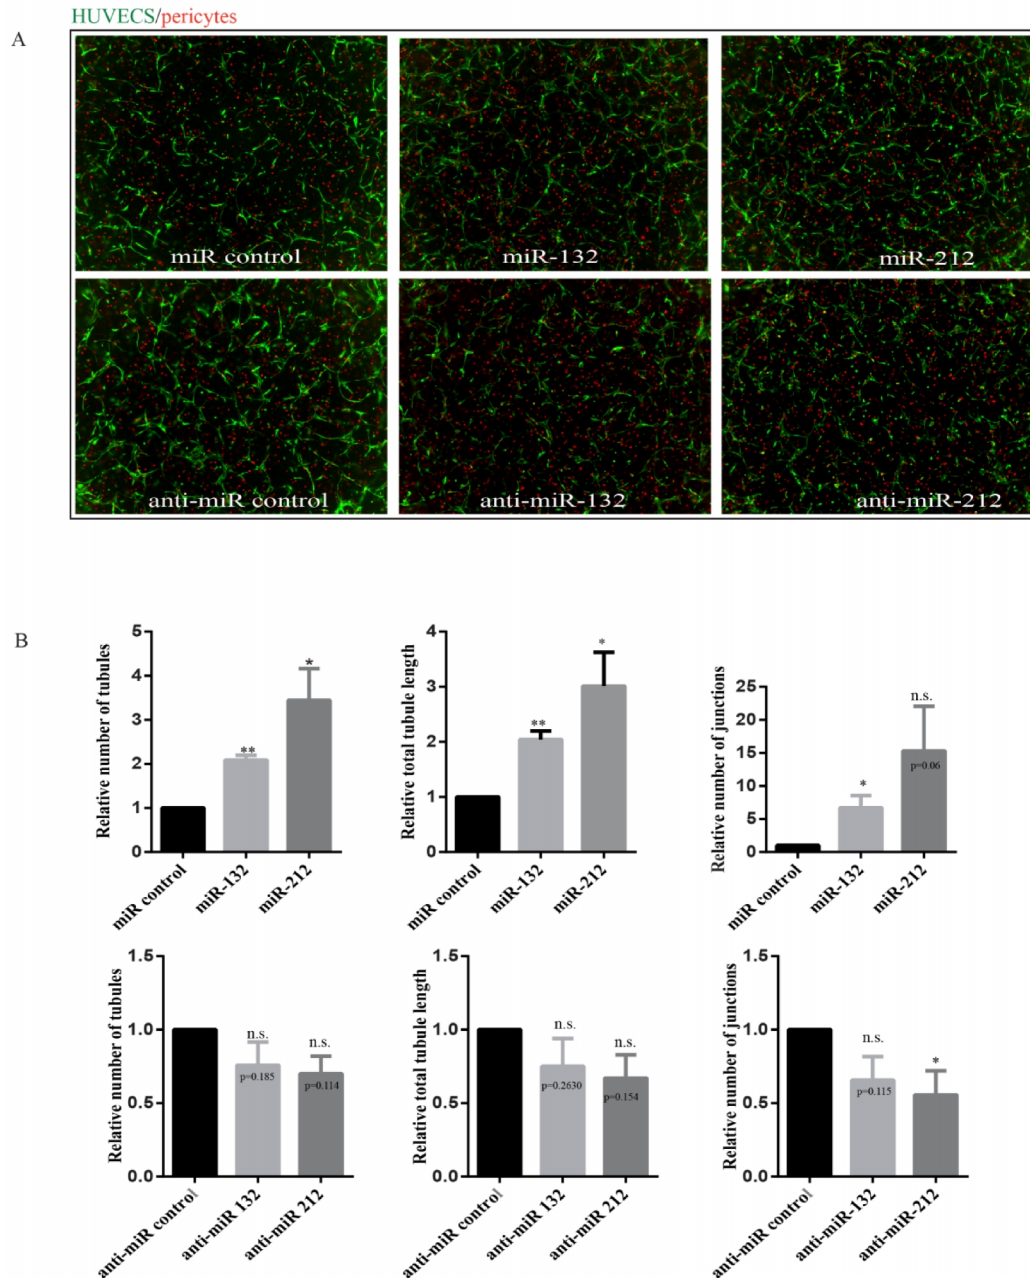 HUVECS/pericytes
A
miR control
miR-132
miR-212
anti-miR control
anti-miR-132
anti-miR-212
B
Relative number of tubules
5
4
3
2
1
0
**
*
miR control
miR-132
miR-212
Relative total tubule length
4
3
2
1
0
**
*
miR control
miR-132
miR-212
Relative number of junctions
25
20
15
10
5
0
*
n.s.
p=0.06
miR control
miR-132
miR-212
Relative number of tubules
1.5
1.0
0.5
0.0
n.s.
p=0.185
n.s.
p=0.114
anti-miR control
anti-miR 132
anti-miR 212
Relative total tubule length
1.5
1.0
0.5
0.0
n.s.
p=0.2630
n.s.
p=0.154
anti-miR control
anti-miR 132
anti-miR 212
Relative number of junctions
1.5
1.0
0.5
0.0
n.s.
p=0.115
*
anti-miR control
anti-miR-132
anti-miR-212